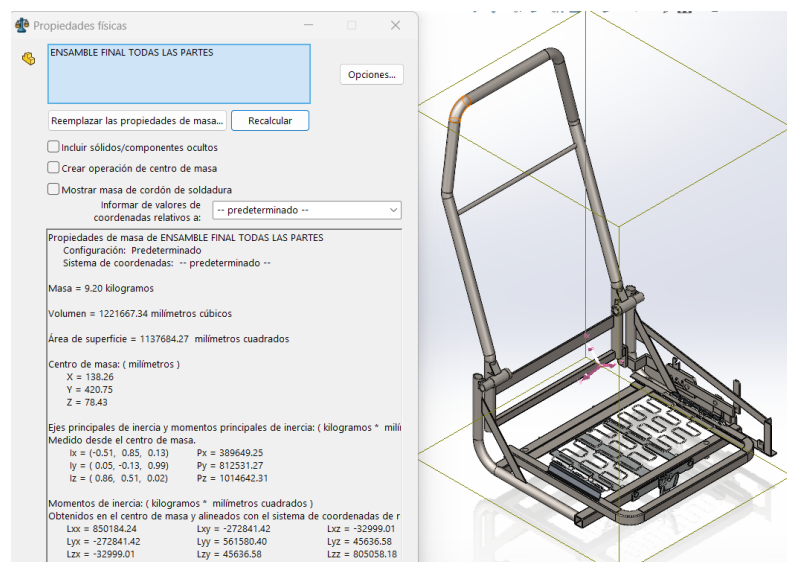 Propiedades físicas
ENSAMBLE FINAL TODAS LAS PARTES
Opciones...
Reemplazar las propiedades de masa...
Recalcular
Incluir sólidos/componentes ocultos
Crear operación de centro de masa
Mostrar masa de cordón de soldadura
Informar de valores de
coordenadas relativos a:
-- predeterminado --
Propiedades de masa de ENSAMBLE FINAL TODAS LAS PARTES
Configuración: Predeterminado
Sistema de coordenadas: -- predeterminado --
Masa = 9.20 kilogramos
Volumen = 1221667.34 milímetros cúbicos
Área de superficie = 1137684.27 milímetros cuadrados
Centro de masa: ( milímetros )
X = 138.26
Y = 420.75
Z = 78.43
Ejes principales de inercia y momentos principales de inercia: ( kilogramos * milí
Medido desde el centro de masa.
Ix = (-0.51, 0.85, 0.13) Px = 389649.25
Iy = ( 0.05, -0.13, 0.99) Py = 812531.27
Iz = ( 0.86, 0.51, 0.02) Pz = 1014642.31
Momentos de inercia: ( kilogramos * milímetros cuadrados )
Obtenidos en el centro de masa y alineados con el sistema de coordenadas de r
Lxx = 850184.24 Lxy = -272841.42 Lxz = -32999.01
Lyx = -272841.42 Lyy = 561580.40 Lyz = 45636.58
Lzx = -32999.01 Lzy = 45636.58 Lzz = 805058.18